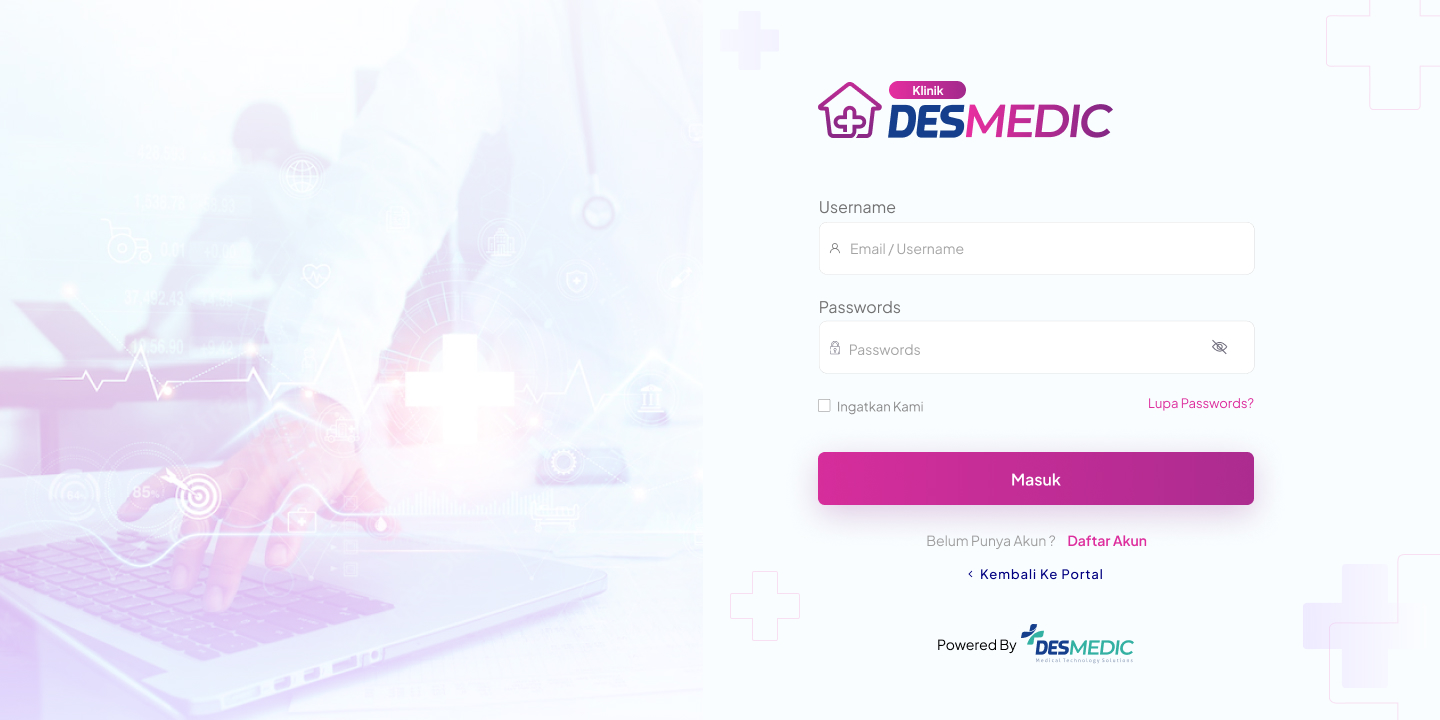 Klinik
DESMEDIC
Username
Email / Username
Passwords
Passwords
Ingatkan Kami
Lupa Passwords?
Masuk
Belum Punya Akun ? Daftar Akun
Kembali Ke Portal
Powered By DESMEDIC
Medical Technology Solutions
85%